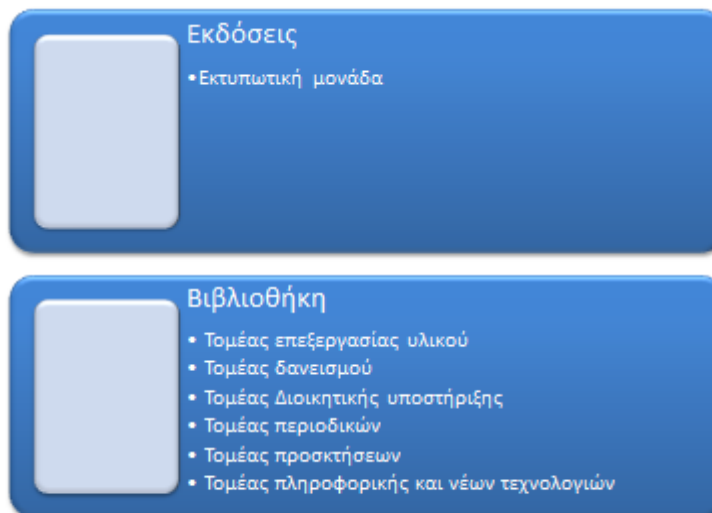 Εκδόσεις
•Εκτυπωτική μονάδα
Βιβλιοθήκη
• Τομέας επεξεργασίας υλικού
• Τομέας δανεισμού
• Τομέας Διοικητικής υποστήριξης
• Τομέας περιοδικών
• Τομέας προσκτήσεων
• Τομέας πληροφορικής και νέων τεχνολογιών